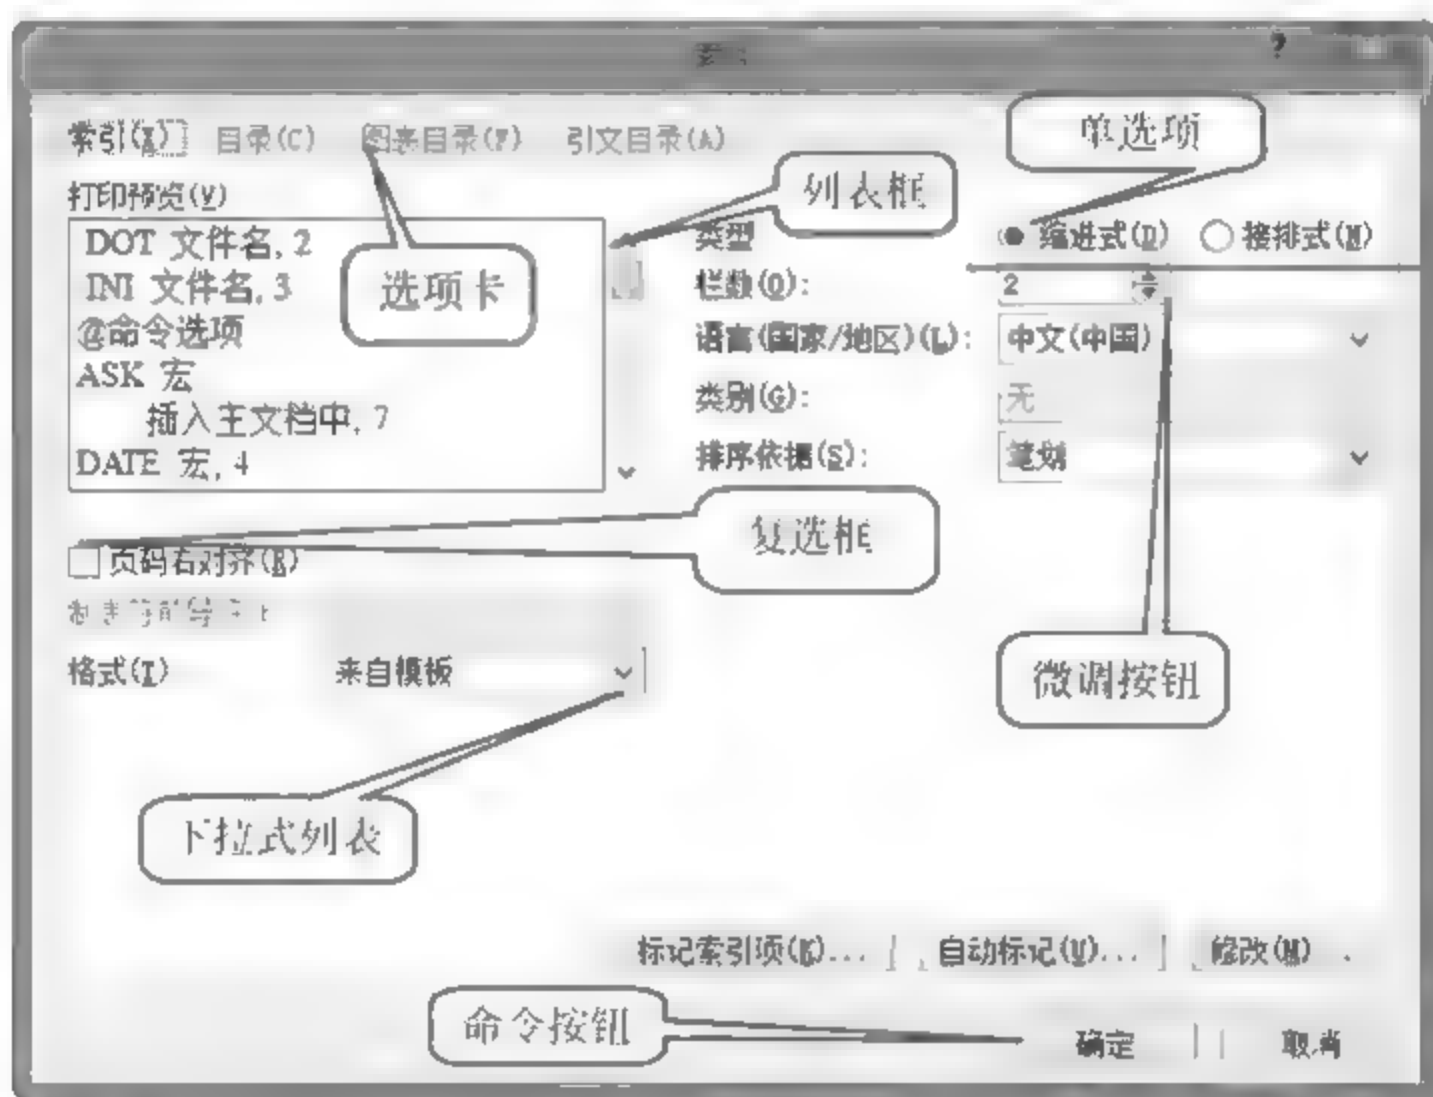 索引(X) 目录(C) 图表目录(F) 引文目录(A)
单选项
打印预览(V)
列表框
DOT 文件名, 2
类型
缩进式(D) 接排式(N)
INI 文件名, 3
选项卡
栏数(O):
2
@命令选项
语言(国家/地区)(L):
中文(中国)
ASK 宏
类别(G):
无
插入主文档中, 7
DATE 宏, 4
排序依据(S):
笔划
复选框
页码右对齐(R)
格式(T)
来自模板
微调按钮
下拉式列表
标记索引项(K)... 自动标记(U)... 修改(M)
命令按钮
确定 取消